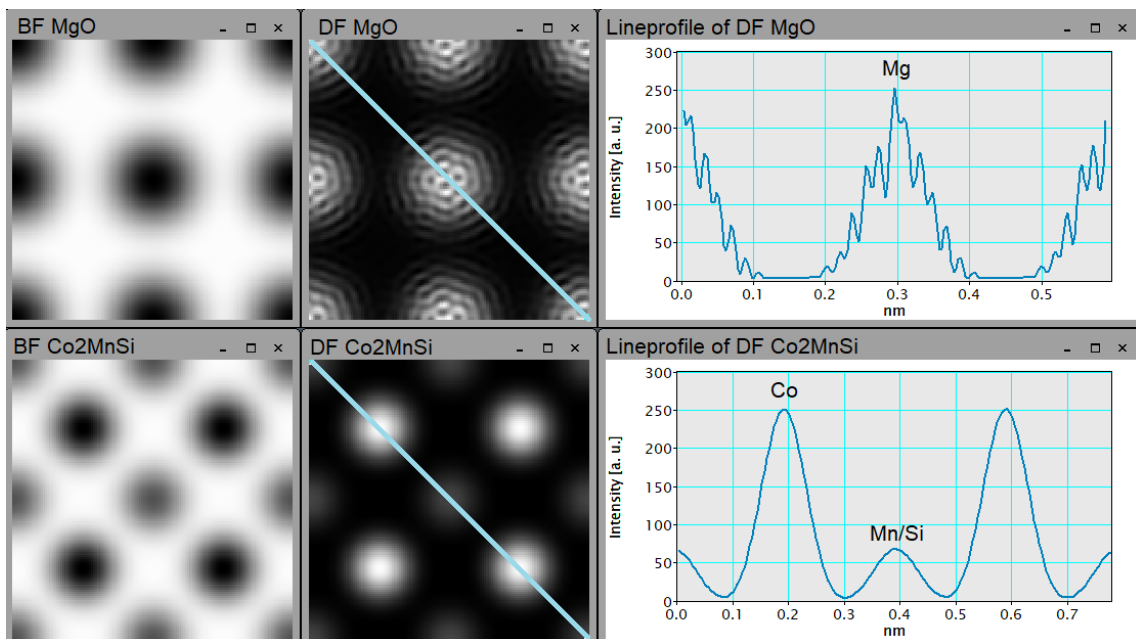 BF MgO
DF MgO
Lineprofile of DF MgO
300
250
200
150
100
50
0
Intensity [a. u.]
Mg
0.0 0.1 0.2 0.3 0.4 0.5
nm
BF Co2MnSi
DF Co2MnSi
Lineprofile of DF Co2MnSi
300
250
200
150
100
50
0
Intensity [a. u.]
Co
Mn/Si
0.0 0.1 0.2 0.3 0.4 0.5 0.6 0.7
nm